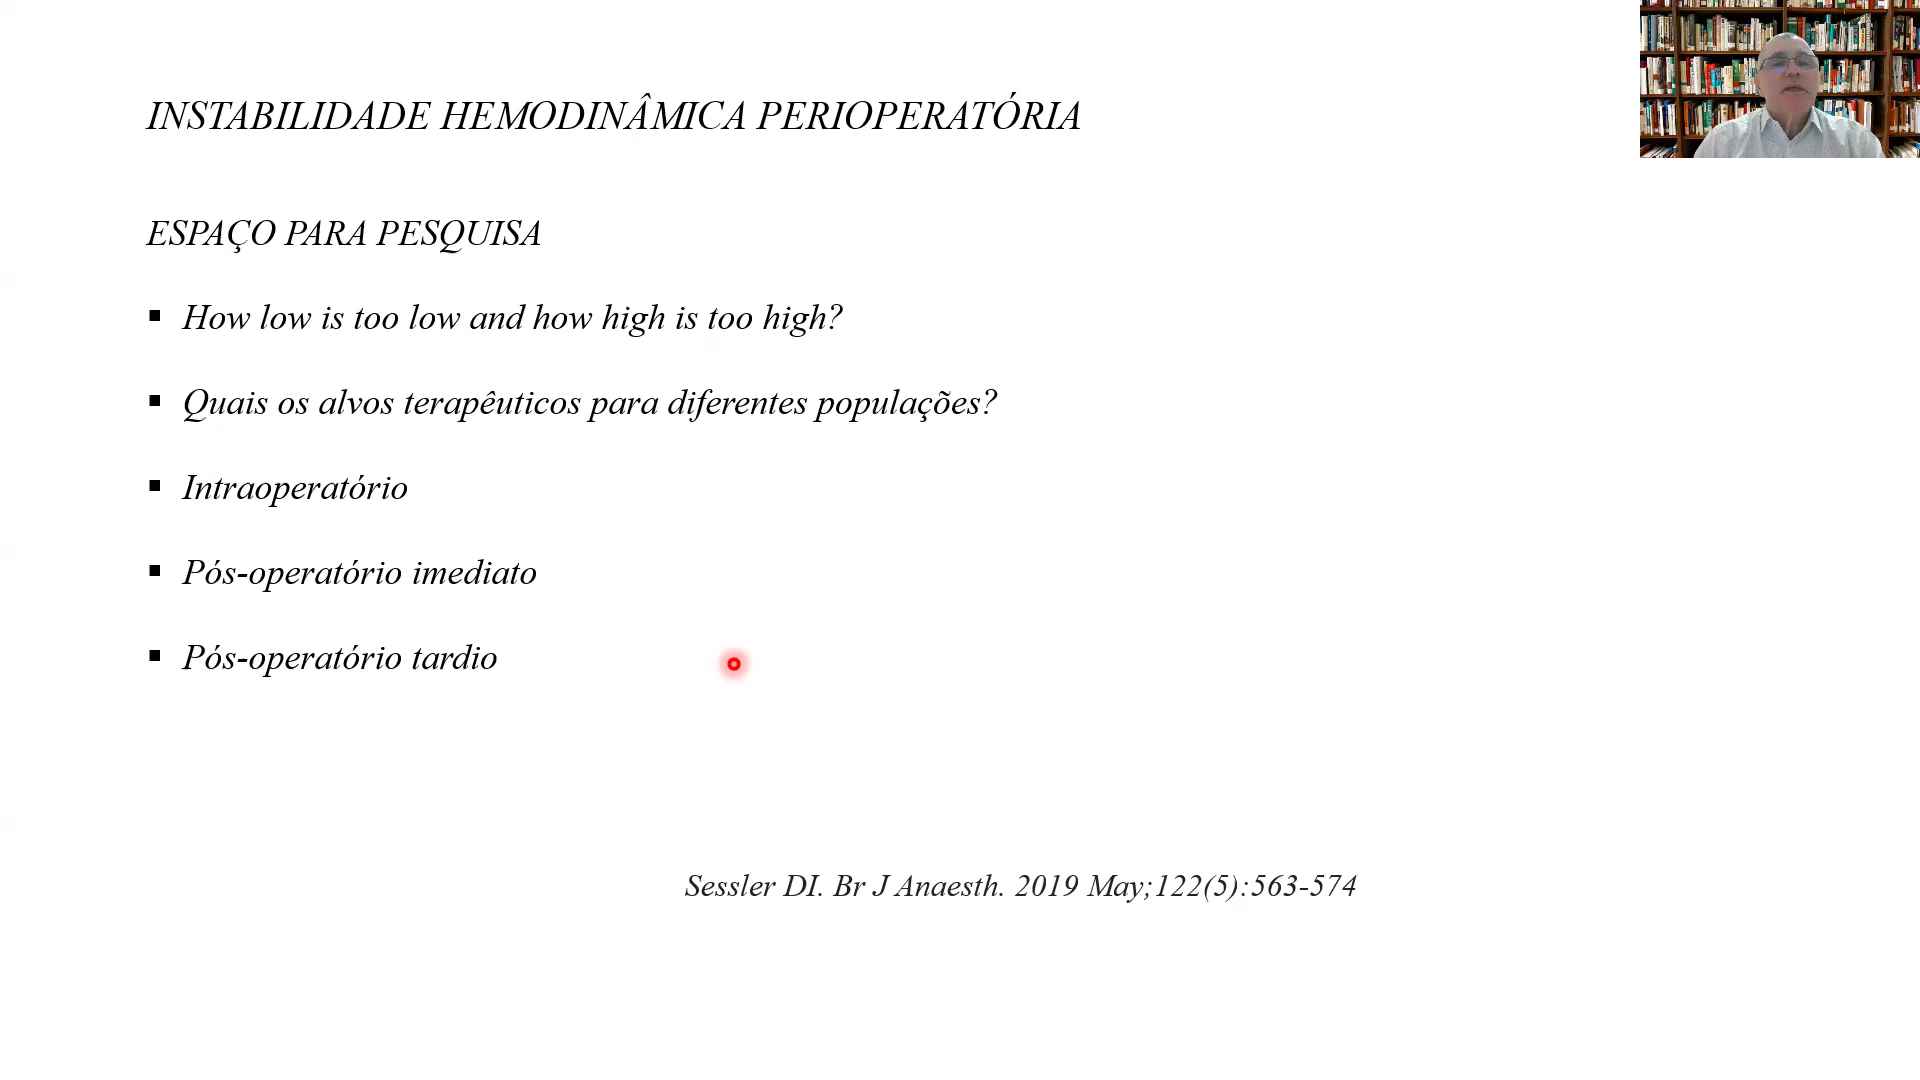 INSTABILIDADE HEMODINÂMICA PERIOPERATÓRIA
ESPAÇO PARA PESQUISA
▪ How low is too low and how high is too high?
▪ Quais os alvos terapêuticos para diferentes populações?
▪ Intraoperatório
▪ Pós-operatório imediato
▪ Pós-operatório tardio
Sessler DI. Br J Anaesth. 2019 May;122(5):563-574